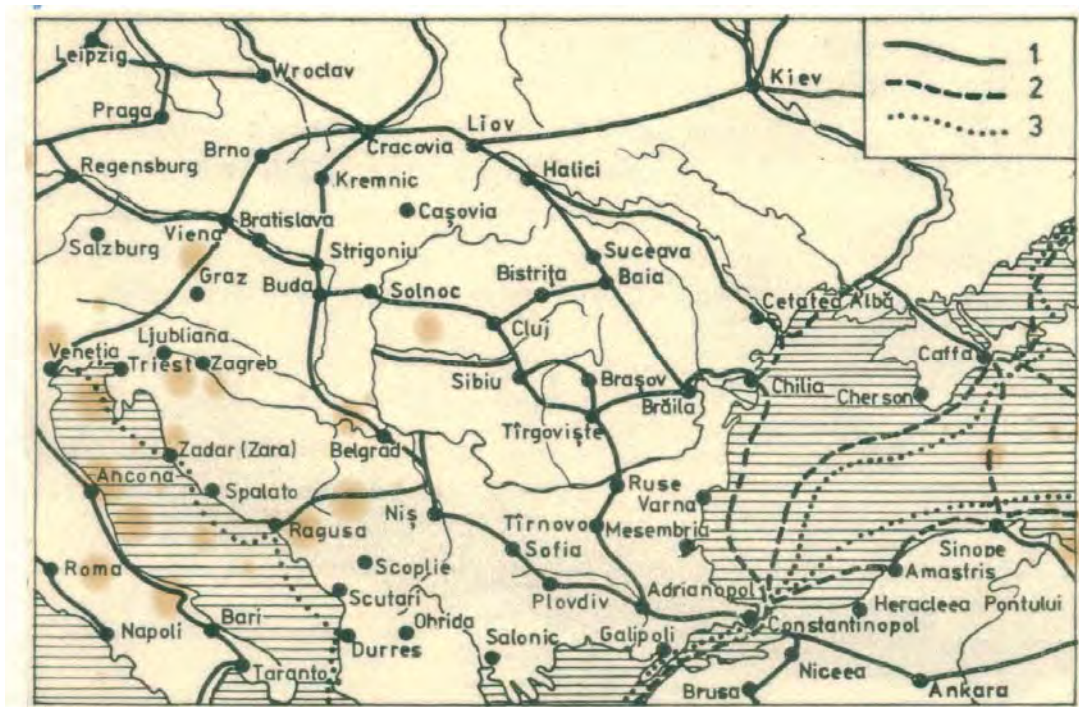 Leipzig
Wroclav
Kiev
1
2
3
Praga
Brno
Cracovia
Lîov
Regensburg
Kremnic
Halici
Cașovia
Viena
Bratislava
Salzburg
Strigoniu
Suceava
Graz
Buda
Solnoc
Bistrița
Baia
Cetatea Albă
Cluj
Ljubliana
Veneția
Triest
Zagreb
Sibiu
Brașov
Brăila
Chilia
Caffa
Cherson
Tîrgoviște
Belgrad
Zadar (Zara)
Ancona
Spalato
Niș
Ruse
Varna
Ragusa
Tîrnovo
Mesembria
Sofia
Sinope
Roma
Scoplie
Amastris
Scutari
Plovdiv
Adrianopol
Heracleea Pontului
Napoli
Bari
Ohrida
Durres
Salonic
Galipoli
Constantinopol
Taranto
Niceea
Brusa
Ankara